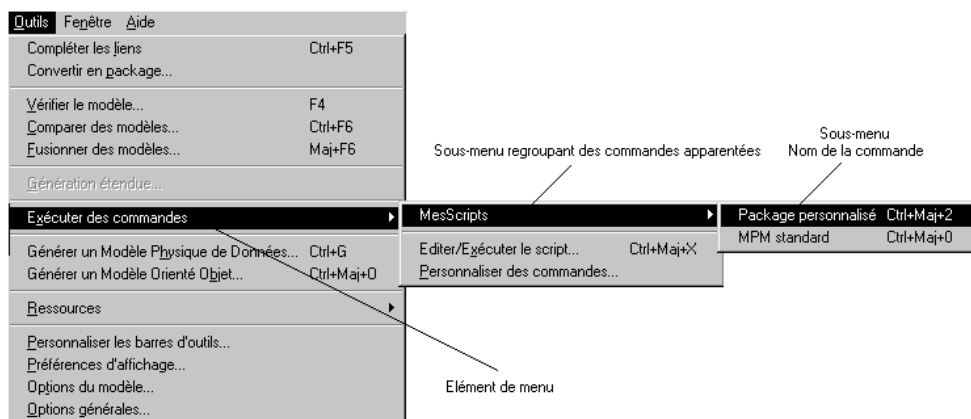 Outils Fenêtre Aide
Compléter les liens Ctrl+F5
Convertir en package...
Vérifier le modèle... F4
Comparer des modèles... Ctrl+F6
Fusionner des modèles... Maj+F6
Génération étendue...
Exécuter des commandes
Générer un Modèle Physique de Données... Ctrl+G
Générer un Modèle Orienté Objet... Ctrl+Maj+O
Ressources
Personnaliser les barres d'outils...
Préférences d'affichage...
Options du modèle...
Options générales...
Sous-menu regroupant des commandes apparentées
MesScripts
Editer/Exécuter le script... Ctrl+Maj+X
Personnaliser des commandes...
Sous-menu
Nom de la commande
Package personnalisé Ctrl+Maj+2
MPM standard Ctrl+Maj+0
Elément de menu